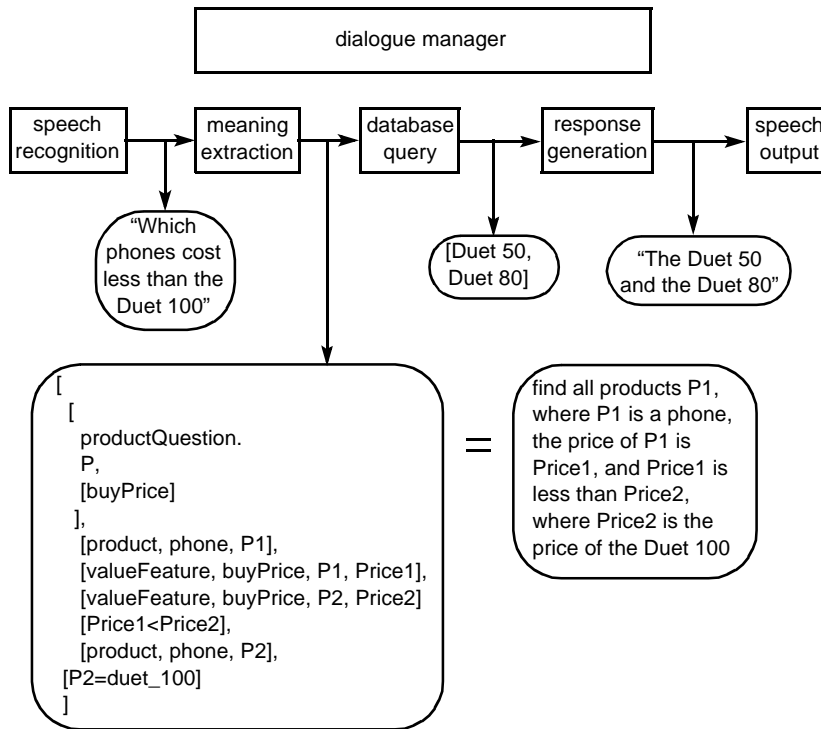 dialogue manager
speech
recognition
meaning
extraction
database
query
response
generation
speech
output
“Which
phones cost
less than the
Duet 100”
[Duet 50,
Duet 80]
“The Duet 50
and the Duet 80”
[
[
productQuestion.
P,
[buyPrice]
],
[product, phone, P1],
[valueFeature, buyPrice, P1, Price1],
[valueFeature, buyPrice, P2, Price2]
[Price1<Price2],
[product, phone, P2],
[P2=duet_100]
]
=
find all products P1,
where P1 is a phone,
the price of P1 is
Price1, and Price1 is
less than Price2,
where Price2 is the
price of the Duet 100